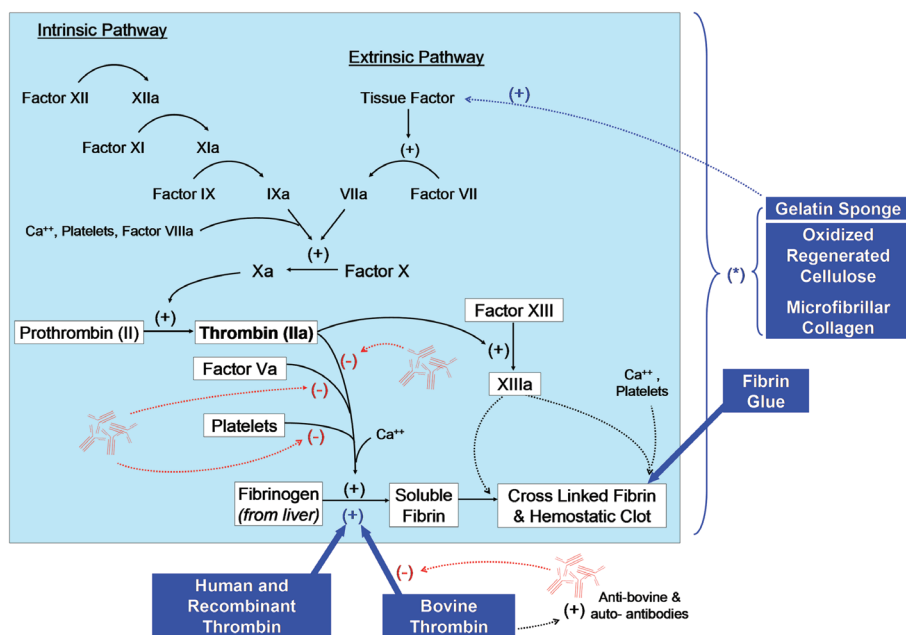 Intrinsic Pathway
Extrinsic Pathway
Factor XII
XIIa
Tissue Factor
(+)
Factor XI
XIa
(+)
Factor IX
IXa
VIIa
Factor VII
Ca⁺⁺, Platelets, Factor VIIIa
(+)
Xa
Factor X
Gelatin Sponge
Oxidized
Regenerated
Cellulose
Microfibrillar
Collagen
(*)
Prothrombin (II)
(+)
Thrombin (IIa)
Factor XIII
(+)
(-)
Factor Va
(-)
XIIIa
Ca⁺⁺ ,
Platelets
Fibrin
Glue
Platelets
(-)
Ca⁺⁺
Fibrinogen
(from liver)
(+)
(+)
Soluble
Fibrin
Cross Linked Fibrin
& Hemostatic Clot
Human and
Recombinant
Thrombin
(-)
Bovine
Thrombin
(+)
Anti-bovine &
auto- antibodies